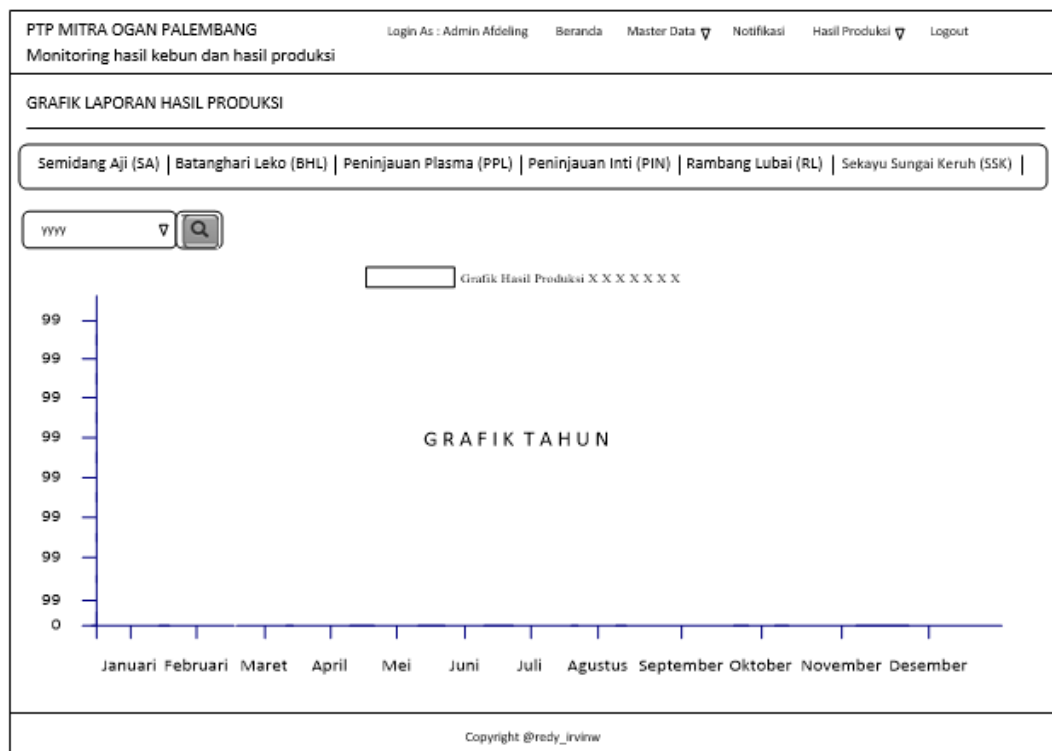 PTP MITRA OGAN PALEMBANG
Login As : Admin Afdeling Beranda Master Data Notifikasi Hasil Produksi Logout
Monitoring hasil kebun dan hasil produksi
GRAFIK LAPORAN HASIL PRODUKSI
Semidang Aji (SA) | Batanghari Leko (BHL) | Peninjauan Plasma (PPL) | Peninjauan Inti (PIN) | Rambang Lubai (RL) | Sekayu Sungai Keruh (SSK) |
yyyy
Grafik Hasil Produksi X X X X X X X
99
99
99
99
G R A F I K T A H U N
99
99
99
99
0
Januari Februari Maret April Mei Juni Juli Agustus September Oktober November Desember
Copyright @redy_irvinw